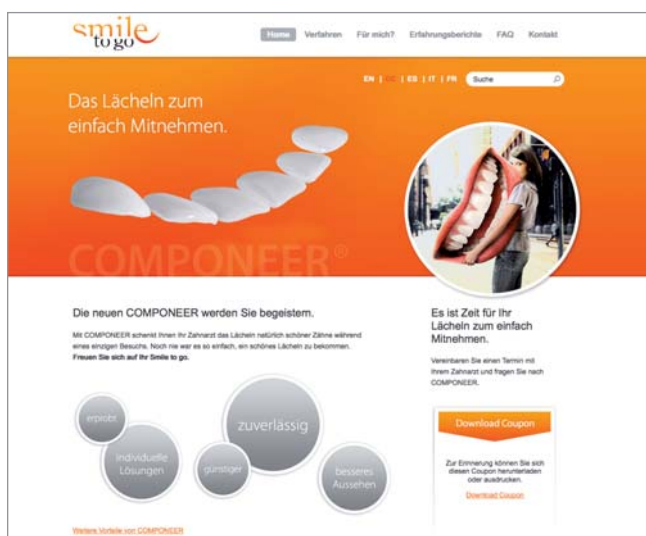 smile
to go
Home Verfahren Für mich? Erfahrungsberichte FAQ Kontakt
EN | DE | ES | IT | FR Suche
Das Lächeln zum
einfach Mitnehmen.
COMPONEER®
Die neuen COMPONEER werden Sie begeistern.
Mit COMPONEER schenkt Ihnen Ihr Zahnarzt das Lächeln natürlich schöner Zähne während
eines einzigen Besuchs. Noch nie war es so einfach, ein schönes Lächeln zu bekommen.
Freuen Sie sich auf Ihr Smile to go.
erprobt
individuelle
Lösungen
günstiger
zuverlässig
besseres
Aussehen
Weitere Vorteile von COMPONEER
Es ist Zeit für Ihr
Lächeln zum einfach
Mitnehmen.
Vereinbaren Sie einen Termin mit
Ihrem Zahnarzt und fragen Sie nach
COMPONEER.
Download Coupon
Zur Erinnerung können Sie sich
diesen Coupon herunterladen
oder ausdrucken.
Download Coupon